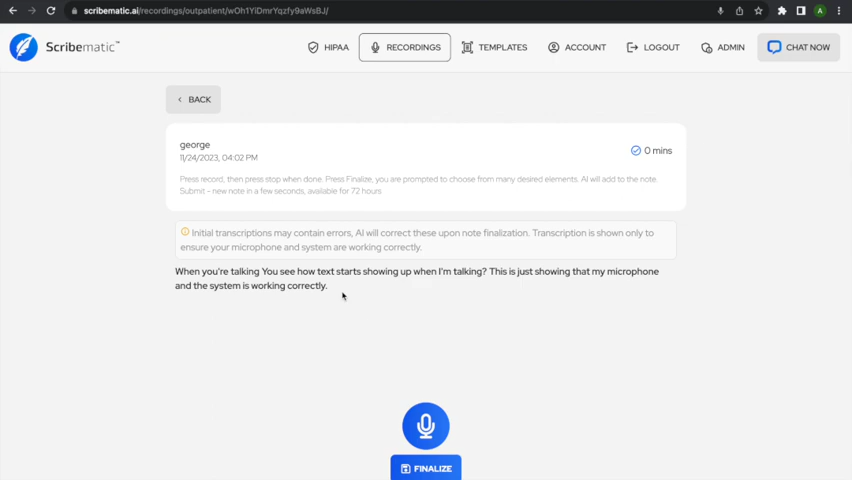 scribematic.ai/recordings/outpatient/wOh1YiDmrYqzfy9aWsBJ/
A
Scribematic™
HIPAA
RECORDINGS
TEMPLATES
ACCOUNT
LOGOUT
ADMIN
CHAT NOW
BACK
george
11/24/2023, 04:02 PM
0 mins
Press record, then press stop when done. Press Finalize, you are prompted to choose from many desired elements. AI will add to the note.
Submit - new note in a few seconds, available for 72 hours
Initial transcriptions may contain errors, AI will correct these upon note finalization. Transcription is shown only to
ensure your microphone and system are working correctly.
When you're talking You see how text starts showing up when I'm talking? This is just showing that my microphone
and the system is working correctly.
FINALIZE